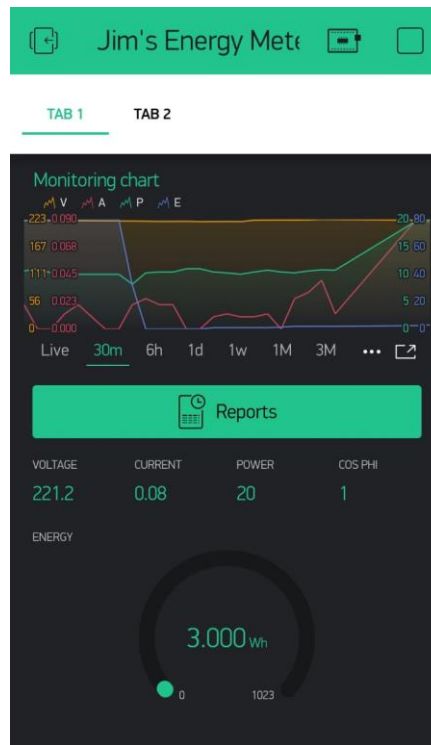 Jim's Energy Mete
TAB 1 TAB 2
Monitoring chart
V A P E
223 0.090 20 80
167 0.068 15 60
111 0.045 10 40
56 0.023 5 20
0 0.000 0 0
Live 30m 6h 1d 1w 1M 3M ...
Reports
VOLTAGE CURRENT POWER COS PHI
221.2 0.08 20 1
ENERGY
3.000 Wh
0 1023